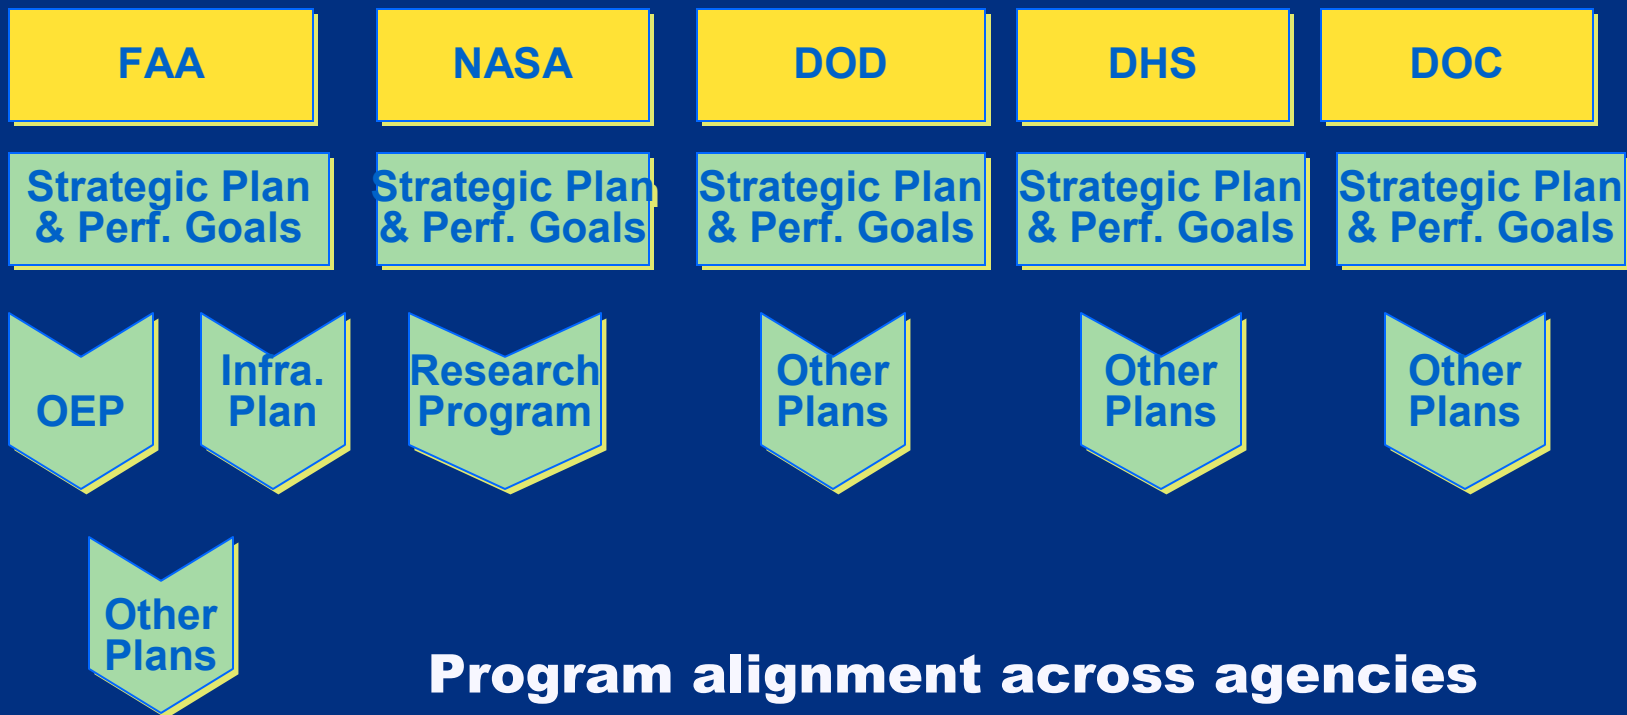 FAA
NASA
DOD
DHS
DOC
Strategic Plan
& Perf. Goals
Strategic Plan
& Perf. Goals
Strategic Plan
& Perf. Goals
Strategic Plan
& Perf. Goals
Strategic Plan
& Perf. Goals
OEP
Infra.
Plan
Research
Program
Other
Plans
Other
Plans
Other
Plans
Other
Plans
Program alignment across agencies